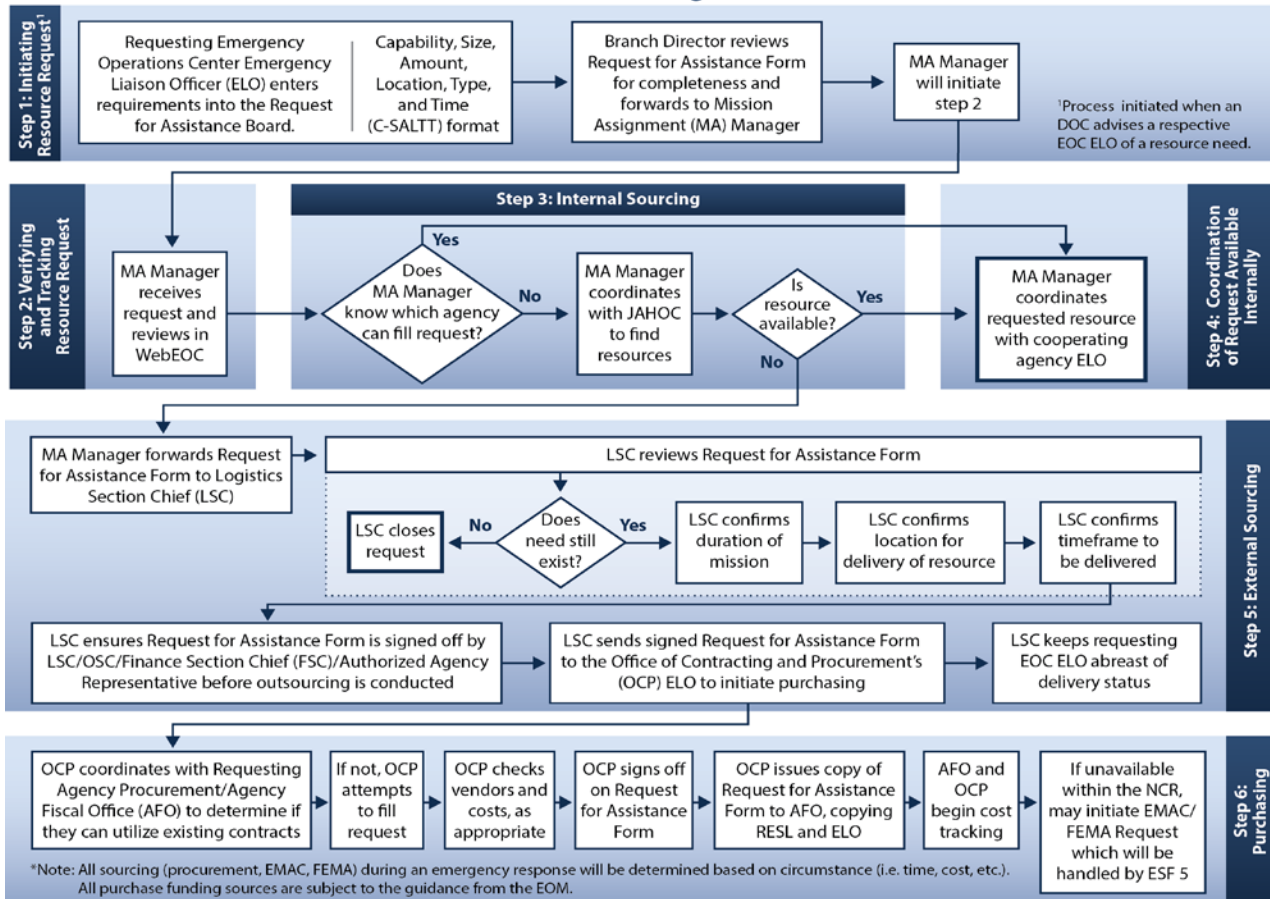 Step 1: Initiating
Resource Request¹
Requesting Emergency
Operations Center Emergency
Liaison Officer (ELO) enters
requirements into the Request
for Assistance Board.
Capability, Size,
Amount,
Location, Type,
and Time
(C-SALTT) format
Branch Director reviews
Request for Assistance Form
for completeness and
forwards to Mission
Assignment (MA) Manager
MA Manager
will initiate
step 2
¹Process initiated when an
DOC advises a respective
EOC ELO of a resource need.
Step 2: Verifying
and Tracking
Resource Request
MA Manager
receives
request and
reviews in
WebEOC
Step 3: Internal Sourcing
Does
MA Manager
know which agency
can fill request?
Yes
No
MA Manager
coordinates
with JAHOC
to find
resources
Is
resource
available?
Yes
No
MA Manager
coordinates
requested resource
with cooperating
agency ELO
Step 4: Coordination
of Request Available
Internally
MA Manager forwards Request
for Assistance Form to Logistics
Section Chief (LSC)
LSC reviews Request for Assistance Form
LSC closes
request
No
Does
need still
exist?
Yes
LSC confirms
duration of
mission
LSC confirms
location for
delivery of resource
LSC confirms
timeframe to
be delivered
LSC ensures Request for Assistance Form is signed off by
LSC/OSC/Finance Section Chief (FSC)/Authorized Agency
Representative before outsourcing is conducted
LSC sends signed Request for Assistance Form
to the Office of Contracting and Procurement's
(OCP) ELO to initiate purchasing
LSC keeps requesting
EOC ELO abreast of
delivery status
Step 5: External Sourcing
OCP coordinates with Requesting
Agency Procurement/Agency
Fiscal Office (AFO) to determine if
they can utilize existing contracts
If not, OCP
attempts
to fill
request
OCP checks
vendors and
costs, as
appropriate
OCP signs off
on Request
for Assistance
Form
OCP issues copy of
Request for Assistance
Form to AFO, copying
RESL and ELO
AFO and
OCP
begin cost
tracking
If unavailable
within the NCR,
may initiate EMAC/
FEMA Request
which will be
handled by ESF 5
Step 6:
Purchasing
*Note: All sourcing (procurement, EMAC, FEMA) during an emergency response will be determined based on circumstance (i.e. time, cost, etc.).
All purchase funding sources are subject to the guidance from the EOM.